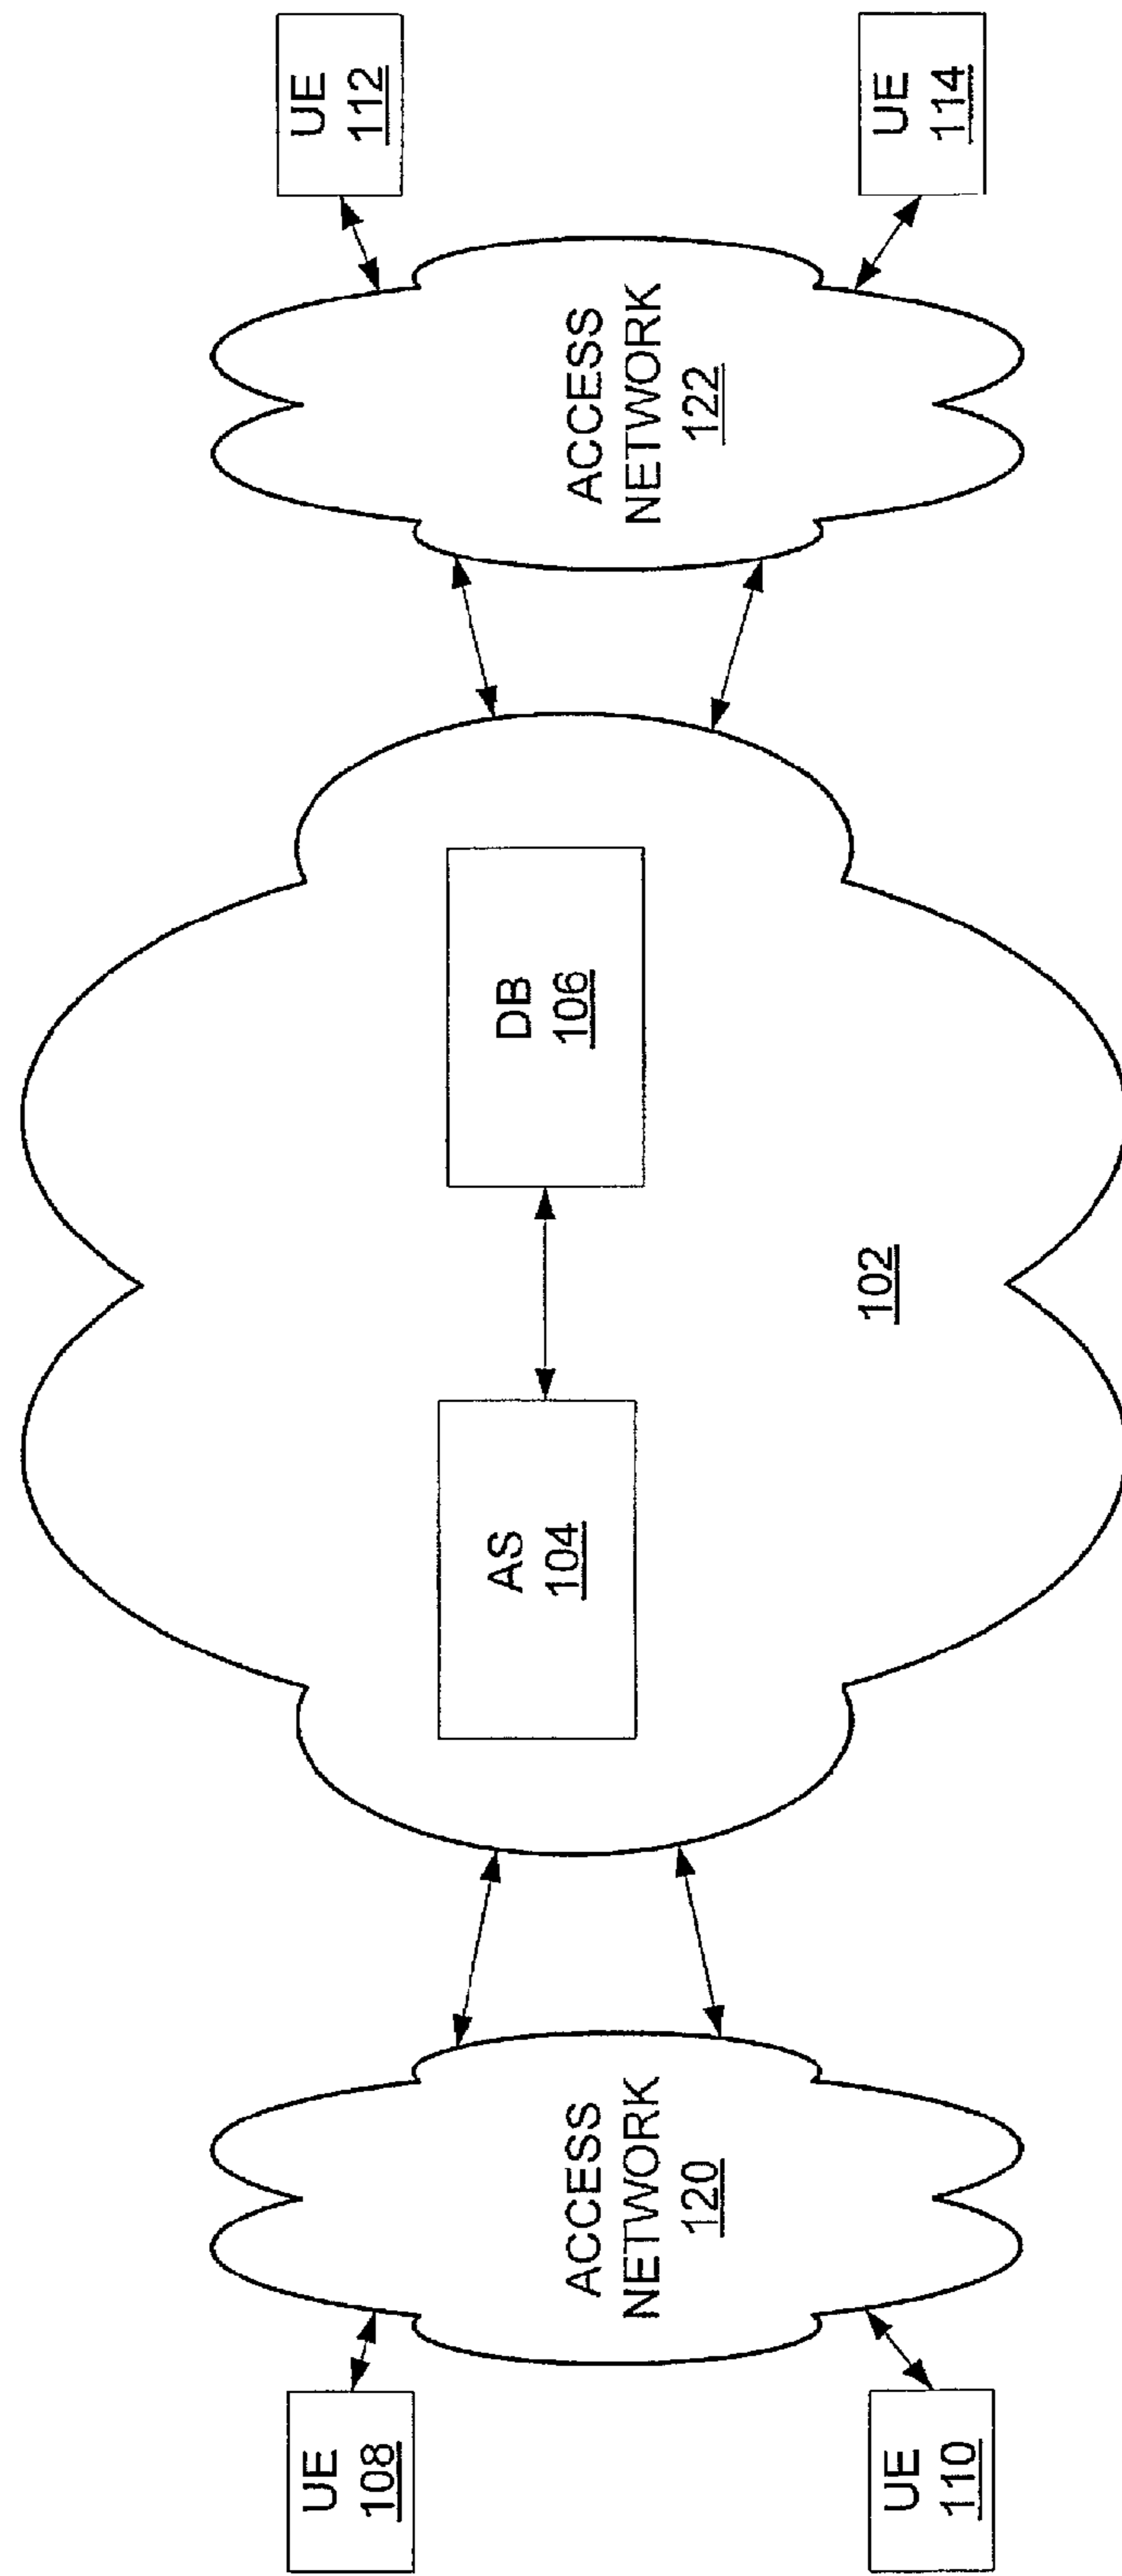 UE
108
UE
110
ACCESS
NETWORK
120
AS
104
DB
106
102
ACCESS
NETWORK
122
UE
112
UE
114